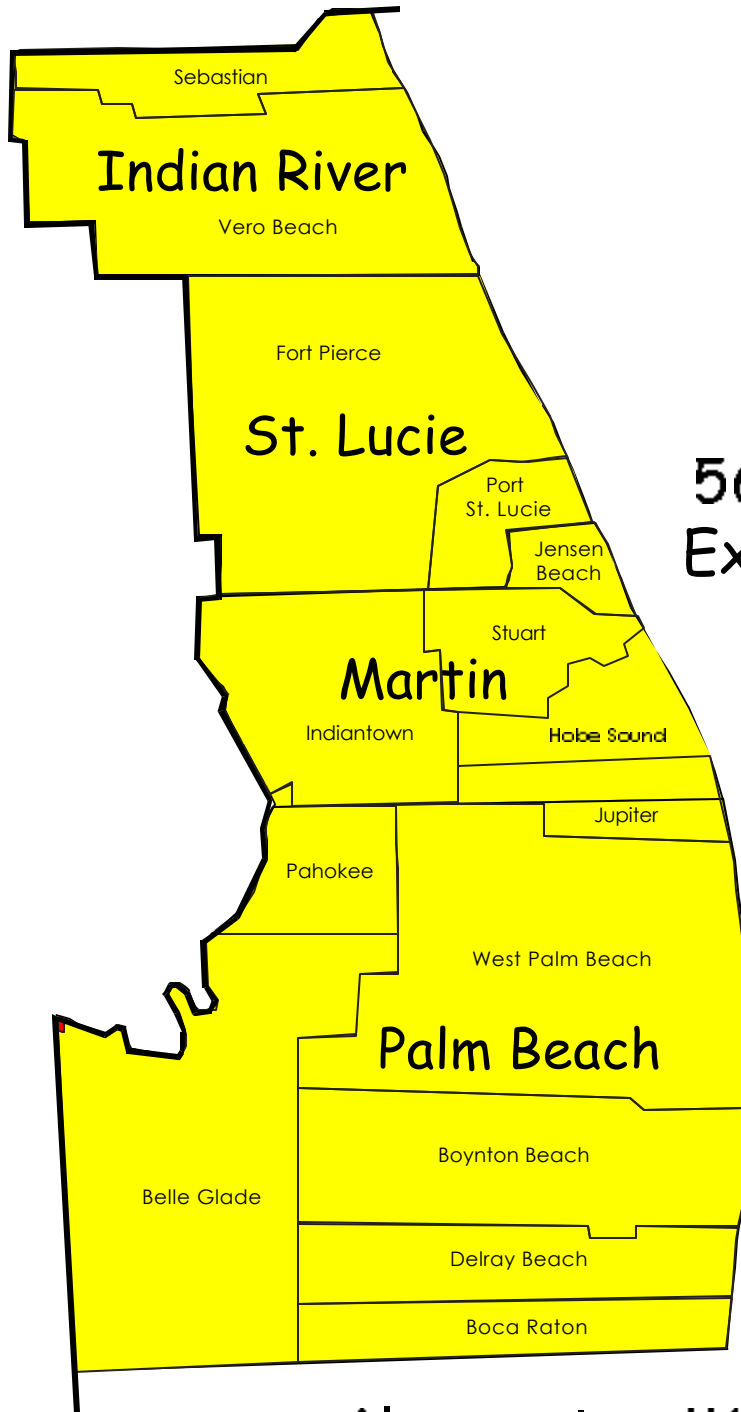 Sebastian
Indian River
Vero Beach
Fort Pierce
St. Lucie
Port
St. Lucie
Jensen
Beach
Ex
Stuart
Martin
Indiantown
Hobe Sound
Jupiter
Pahokee
West Palm Beach
Palm Beach
Boynton Beach
Belle Glade
Delray Beach
Boca Raton